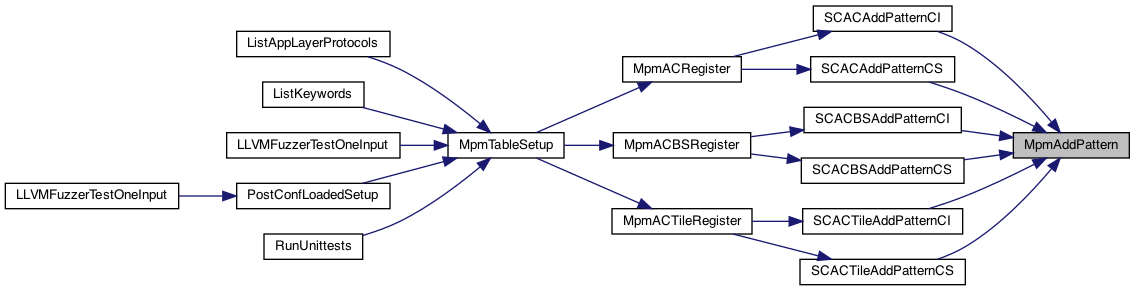 SCACAddPatternCI
ListAppLayerProtocols
MpmACRegister
SCACAddPatternCS
ListKeywords
SCACBSAddPatternCI
LLVMFuzzerTestOneInput
MpmTableSetup
MpmACBSRegister
MpmAddPattern
SCACBSAddPatternCS
LLVMFuzzerTestOneInput
PostConfLoadedSetup
MpmACTileRegister
SCACTileAddPatternCI
RunUnittests
SCACTileAddPatternCS